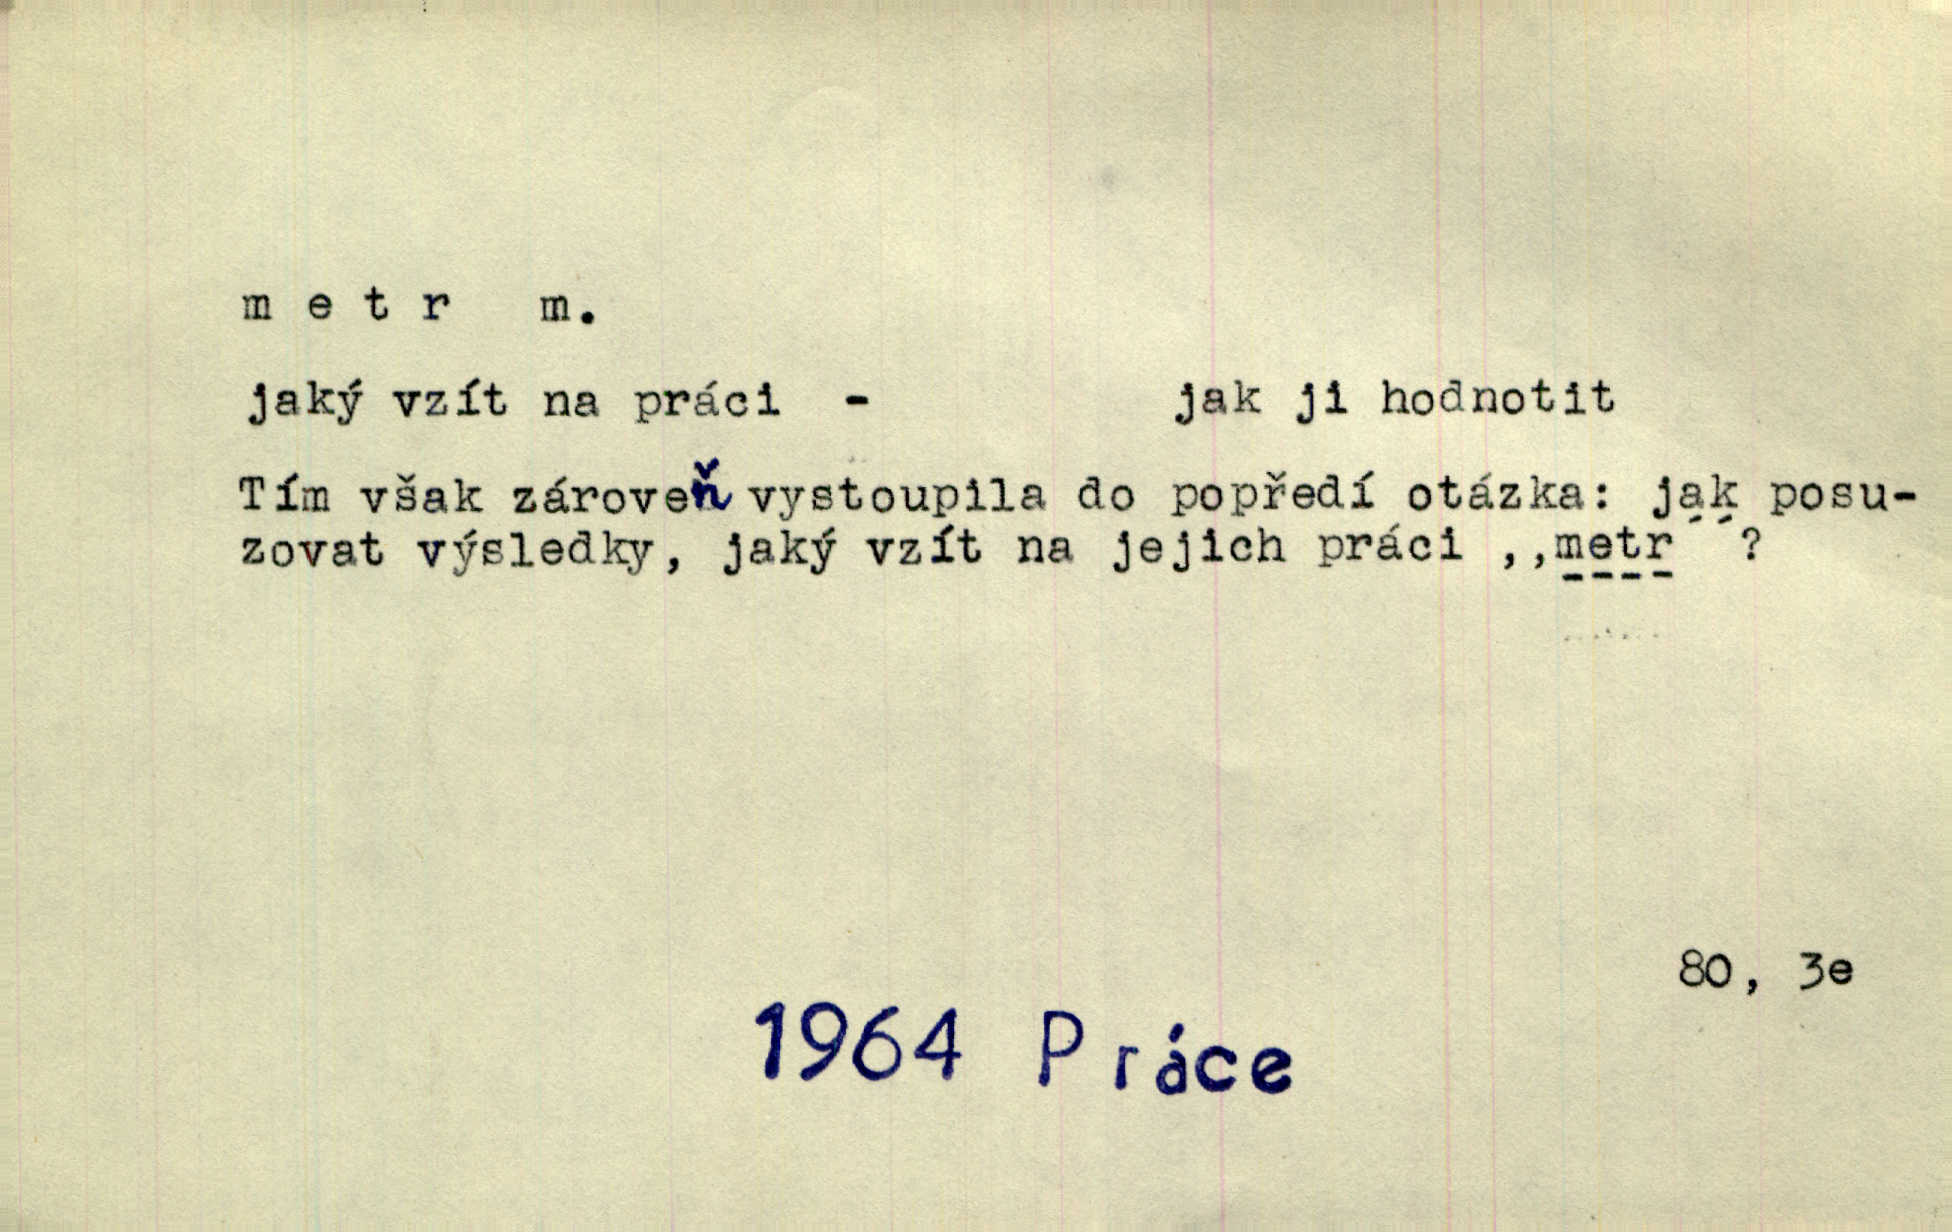 metr m.
jaký vzít na práci - jak ji hodnotit
Tím však zároveň vystoupila do popředí otázka: jak posu-
zovat výsledky, jaký vzít na jejich práci ,,metr´´?
80, 3e
1964 Práce